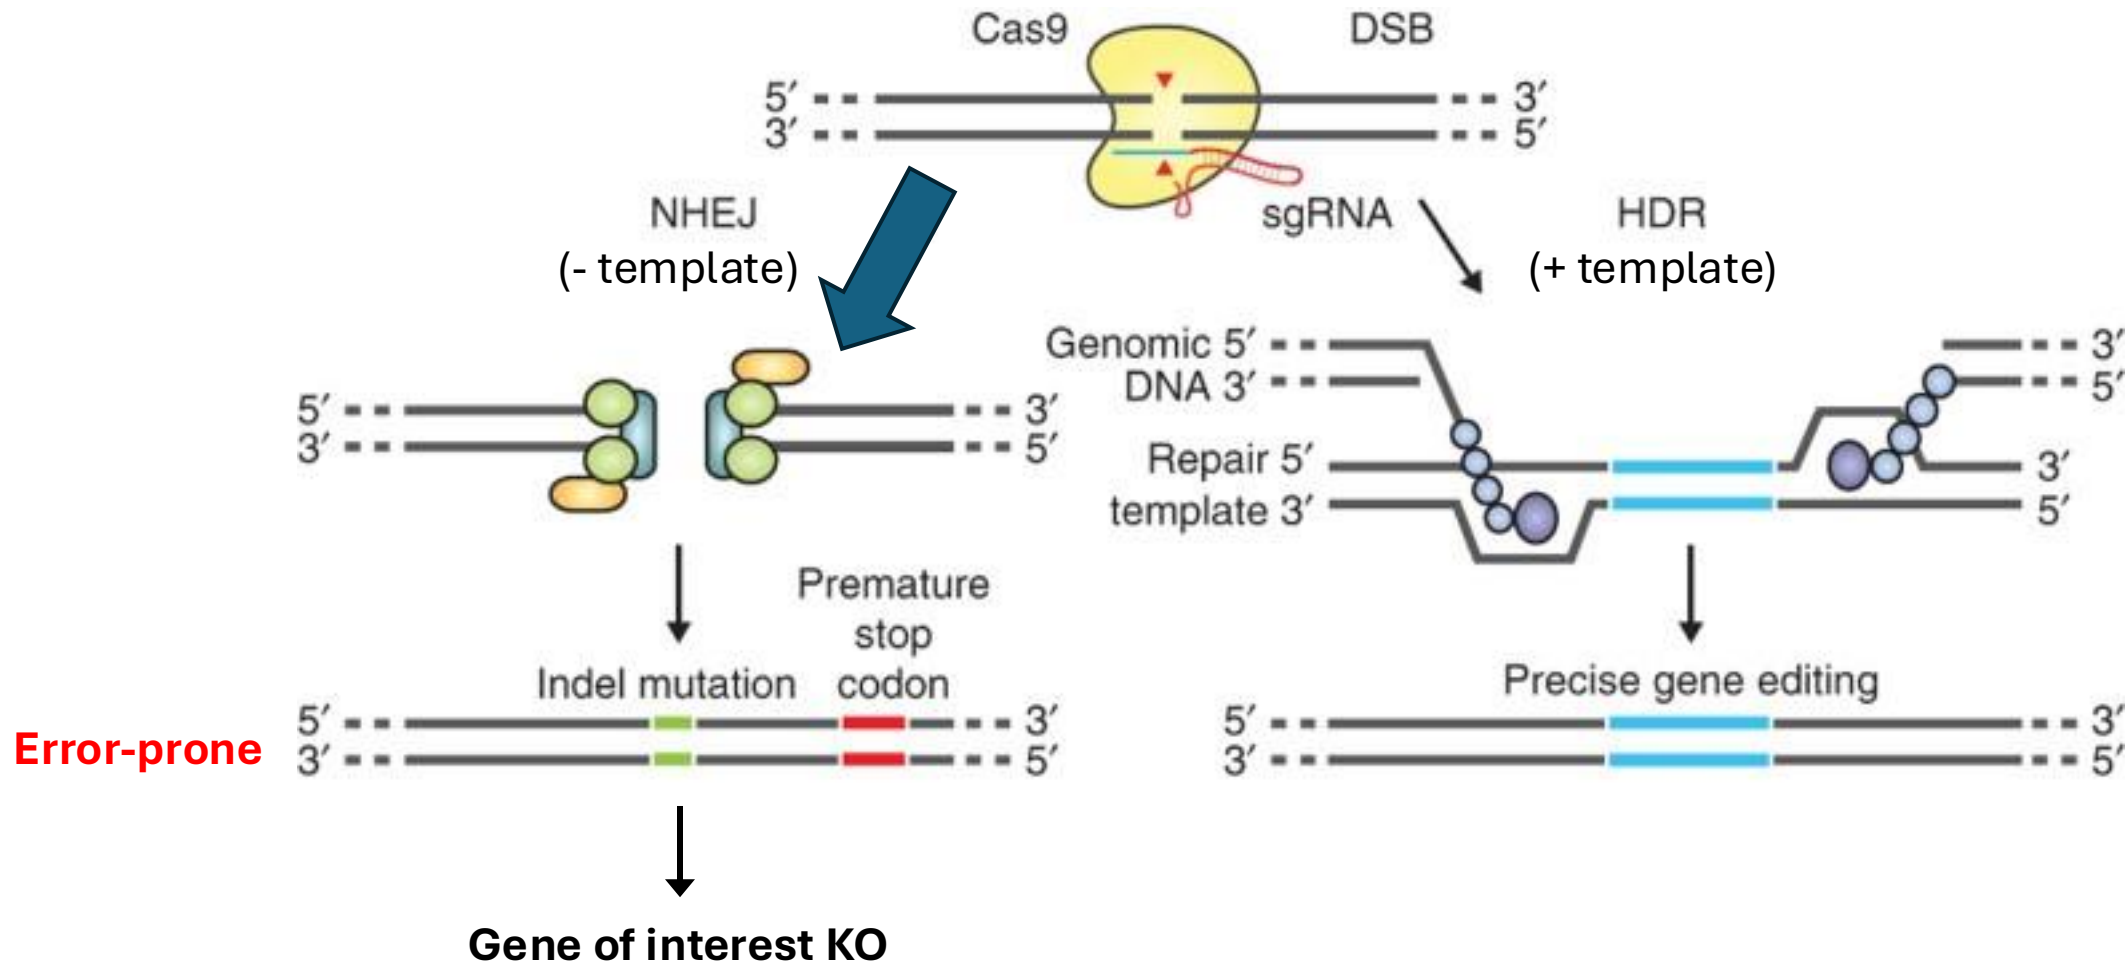 Cas9
DSB
5′ 3′
3′ 5′
sgRNA
NHEJ
(- template)
HDR
(+ template)
5′ 3′
3′ 5′
Genomic 5′ 3′
DNA 3′ 5′
Repair 5′ 3′
template 3′ 5′
Premature
stop
codon
Indel mutation
5′ 3′
3′ 5′
Error-prone
Precise gene editing
5′ 3′
3′ 5′
Gene of interest KO